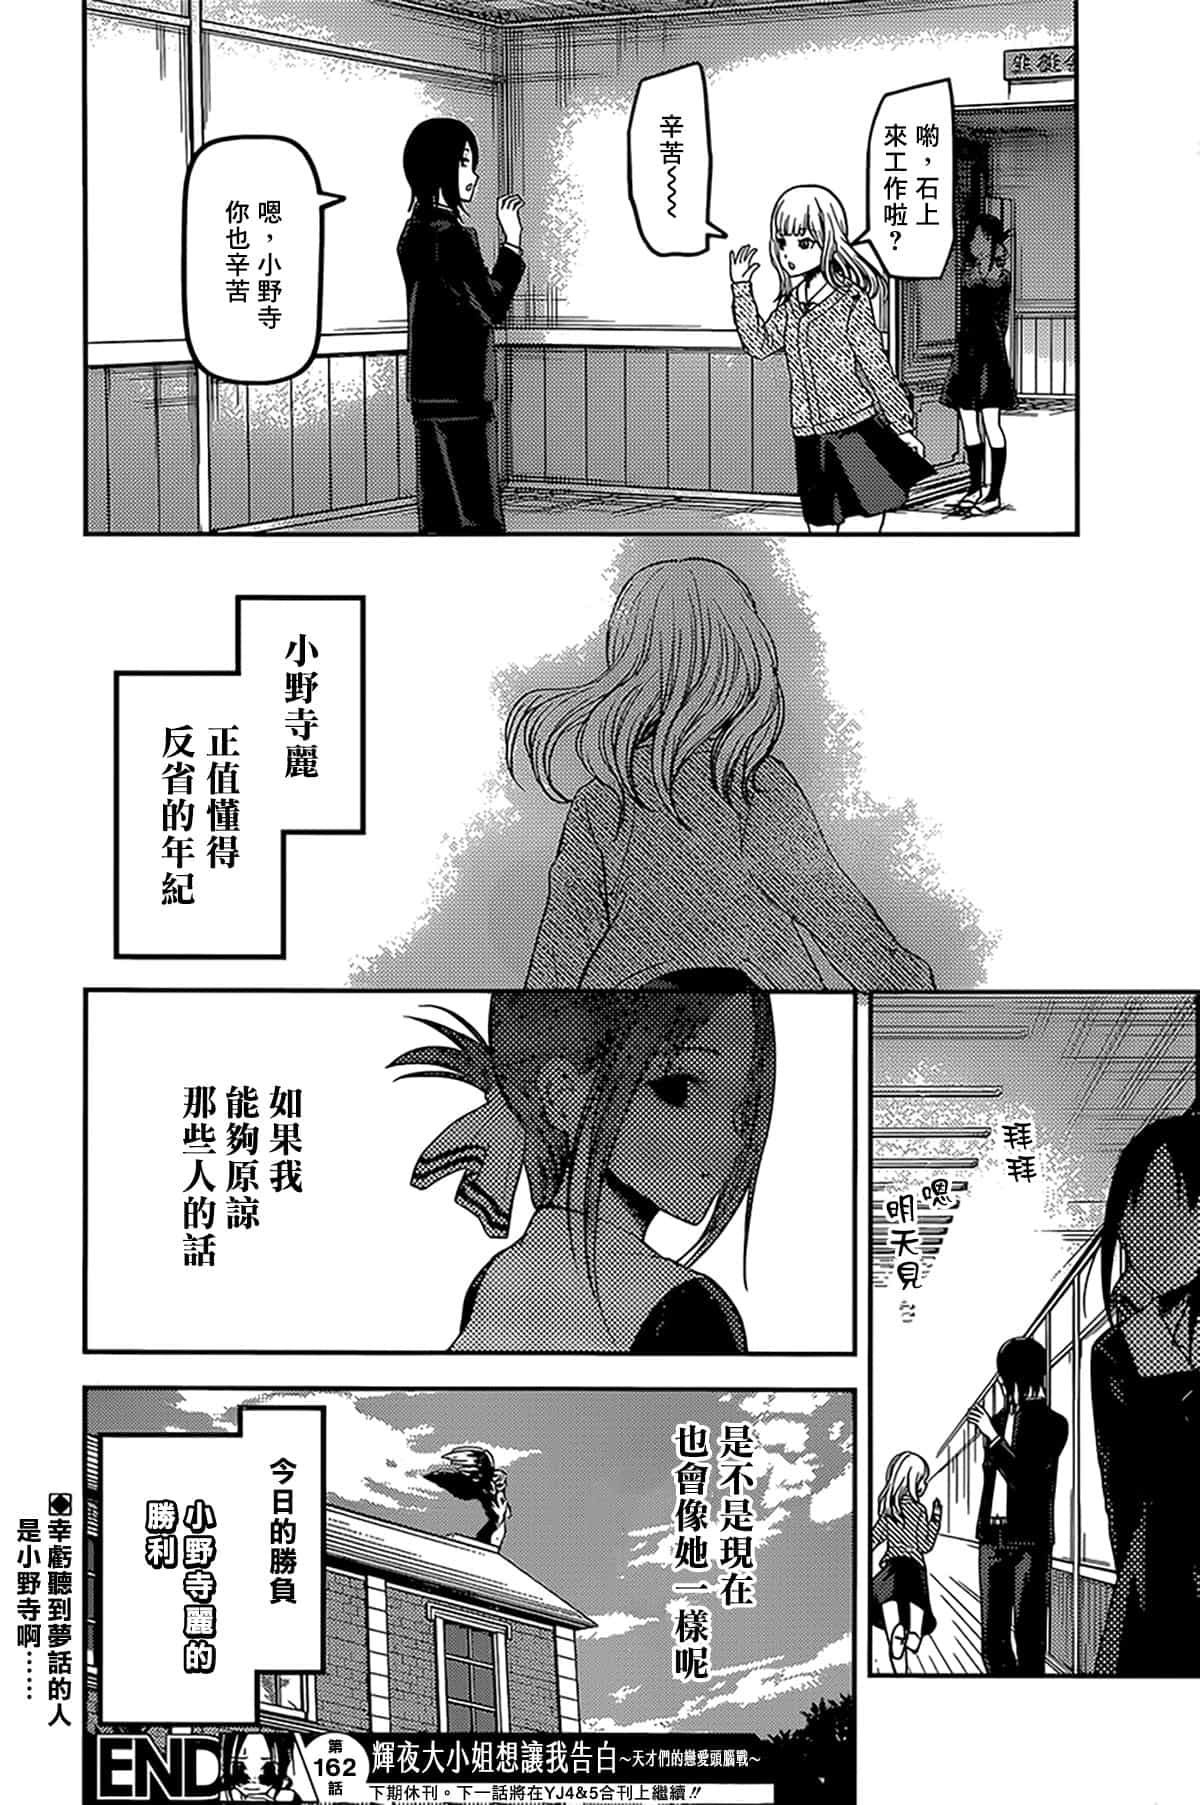 喲，石上
來工作啦？
辛苦～～
嗯，小野寺
你也辛苦
小野寺麗
正值懂得
反省的年紀
拜拜
嗯
明天見～
如果我
能夠原諒
那些人的話
是不是現在
也會像她一樣呢
今日的勝負
小野寺麗的
勝利
◆幸虧聽到夢話的人
是小野寺啊……
END
第
162
話
輝夜大小姐想讓我告白～天才們的戀愛頭腦戰～
下期休刊。下一話將在YJ4&5合刊上繼續!!